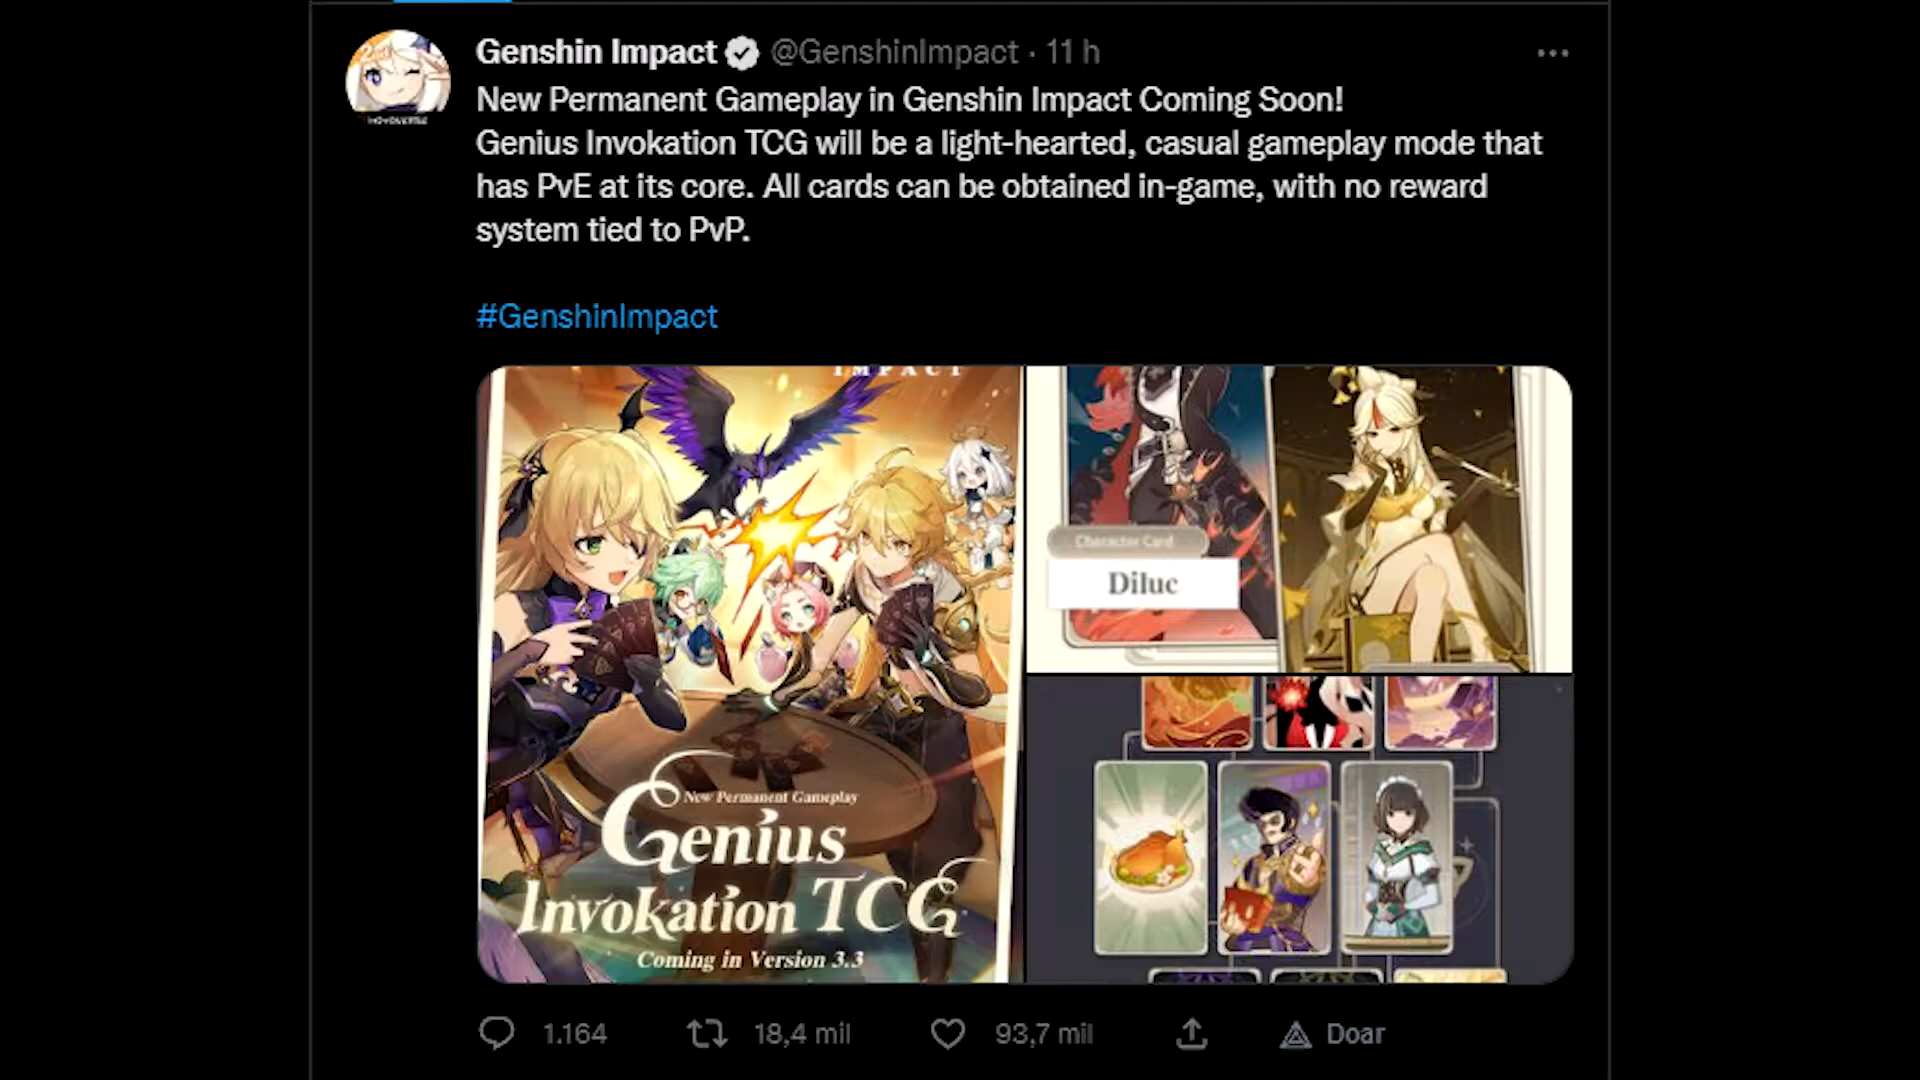 Genshin Impact @GenshinImpact · 11 h
New Permanent Gameplay in Genshin Impact Coming Soon!
Genius Invokation TCG will be a light-hearted, casual gameplay mode that
has PvE at its core. All cards can be obtained in-game, with no reward
system tied to PvP.
#GenshinImpact
IMPACT
New Permanent Gameplay
Genius
Invokation TCG
Coming in Version 3.3
Character Card
Diluc
1.164 18,4 mil 93,7 mil Doar